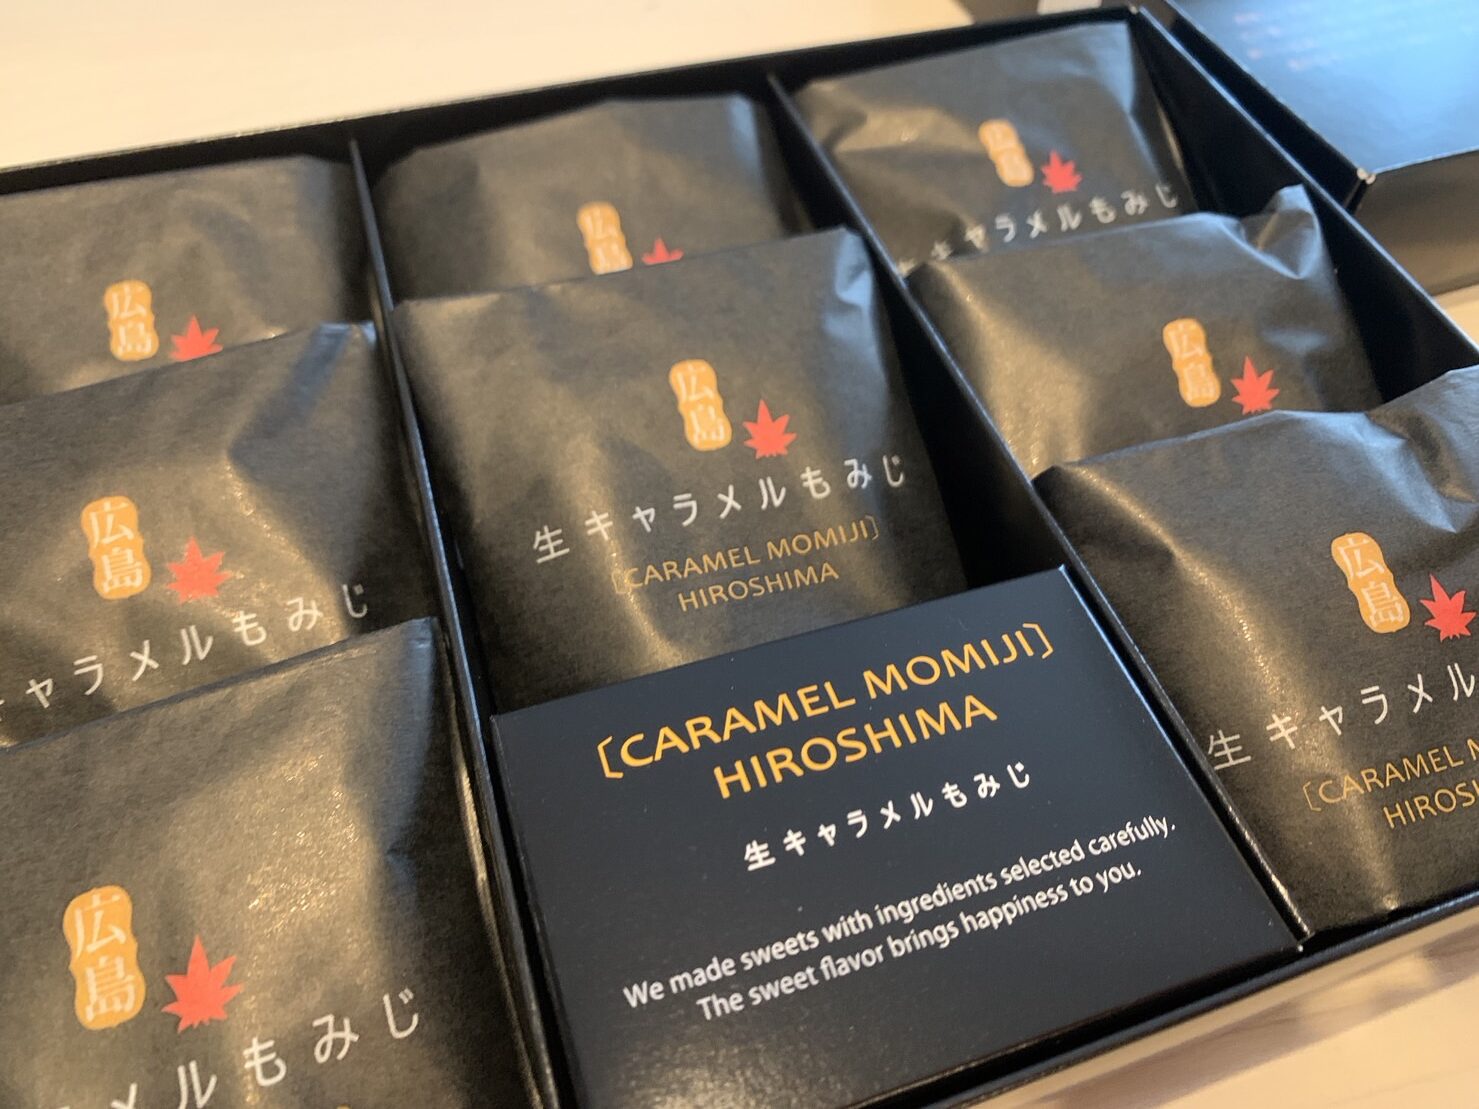 広島
広島
広島
キャラメルもみじ
広島
生キャラメルもみじ
[CARAMEL MOMIJI]
HIROSHIMA
広島
広島
キャラメルもみじ
広島
生キャラメル
[CARAMEL
HIROSHI
[CARAMEL MOMIJI]
HIROSHIMA
生キャラメルもみじ
We made sweets with ingredients selected carefully.
The sweet flavor brings happiness to you.
広島
メルもみじ